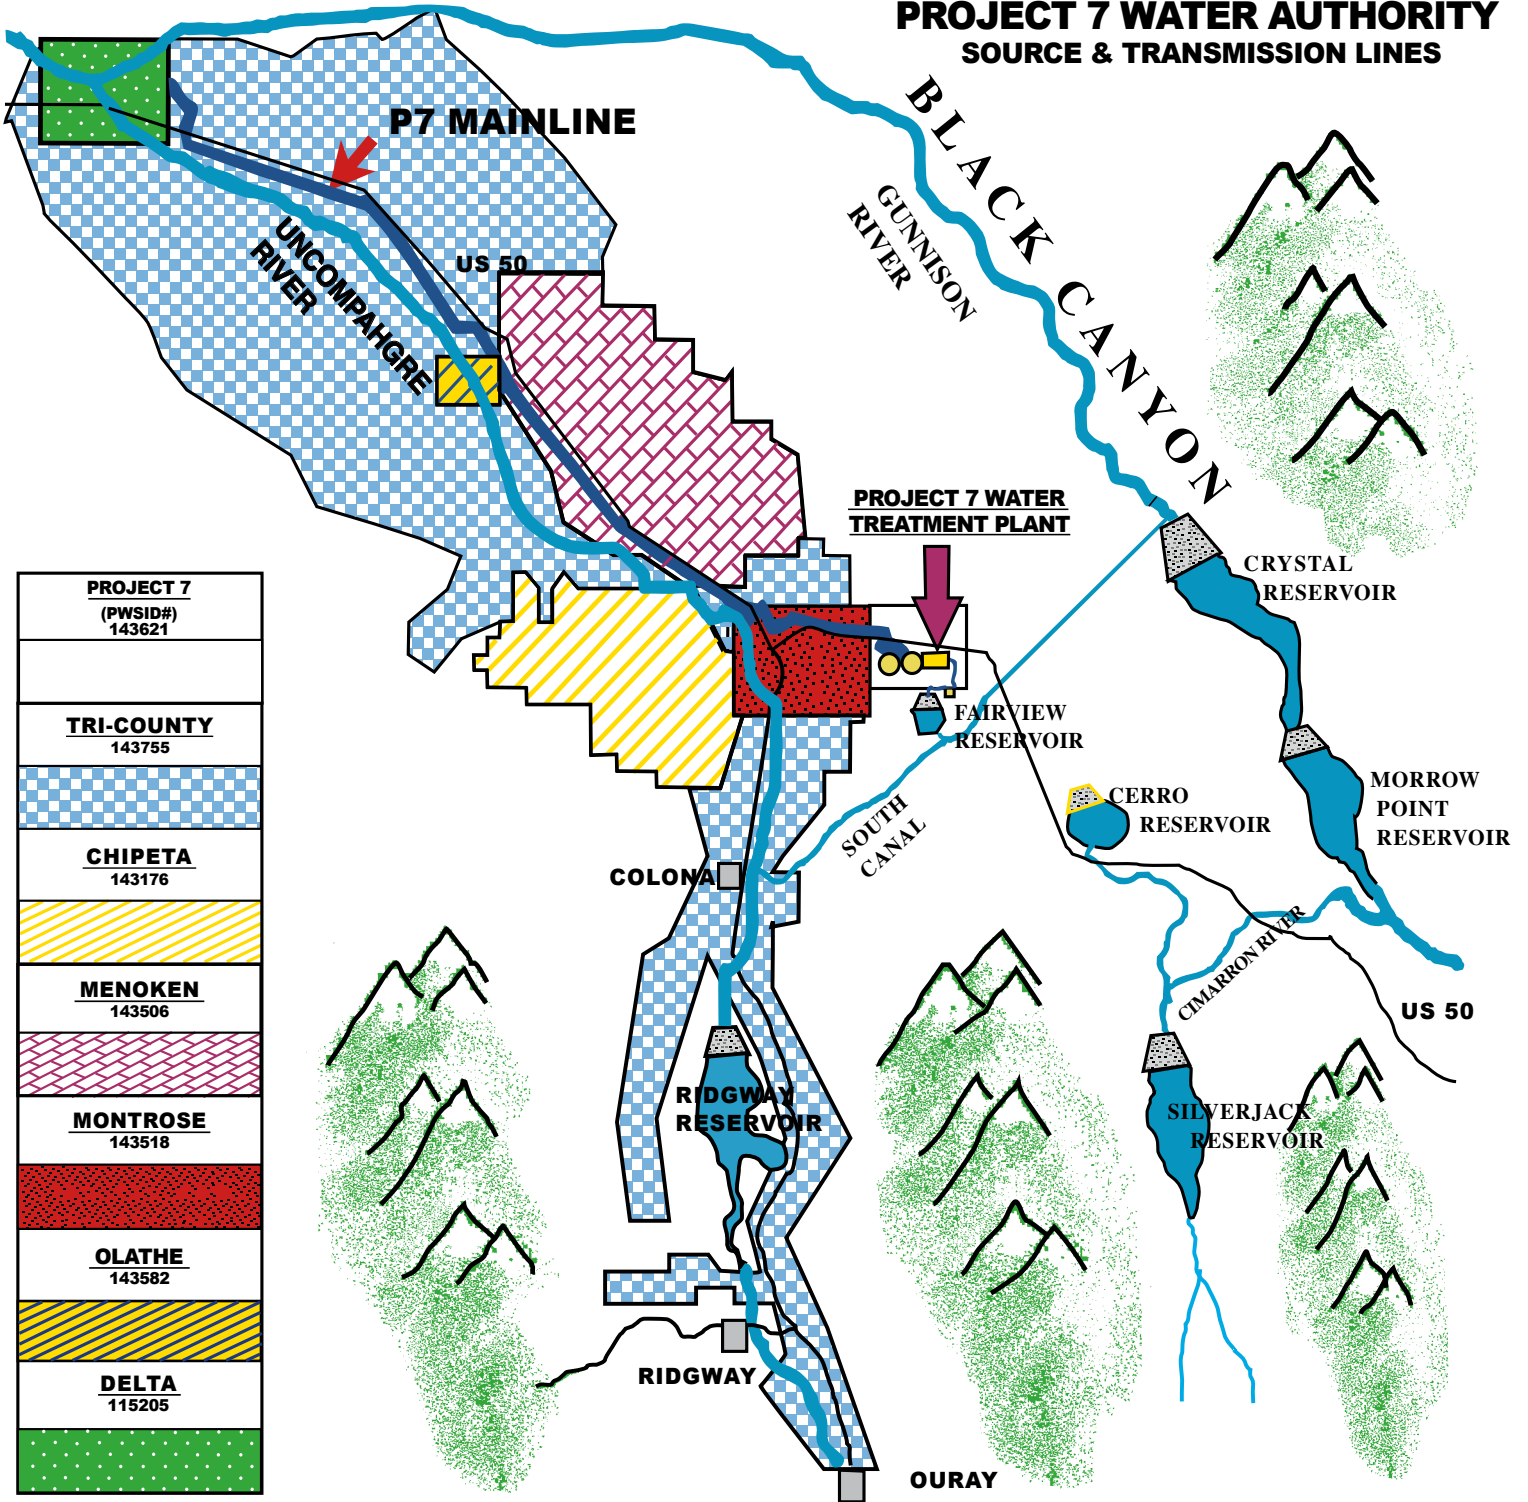 PROJECT 7 WATER AUTHORITY
SOURCE & TRANSMISSION LINES
P7 MAINLINE
BLACK CANYON
GUNNISON
RIVER
UNCOMPAHGRE
RIVER
US 50
PROJECT 7 WATER
TREATMENT PLANT
CRYSTAL
RESERVOIR
FAIRVIEW
RESERVOIR
MORROW
POINT
RESERVOIR
CERRO
RESERVOIR
SOUTH
CANAL
COLONA
CIMARRON RIVER
US 50
RIDGWAY
RESERVOIR
SILVERJACK
RESERVOIR
RIDGWAY
OURAY
PROJECT 7
(PWSID#)
143621
TRI-COUNTY
143755
CHIPETA
143176
MENOKEN
143506
MONTROSE
143518
OLATHE
143582
DELTA
115205